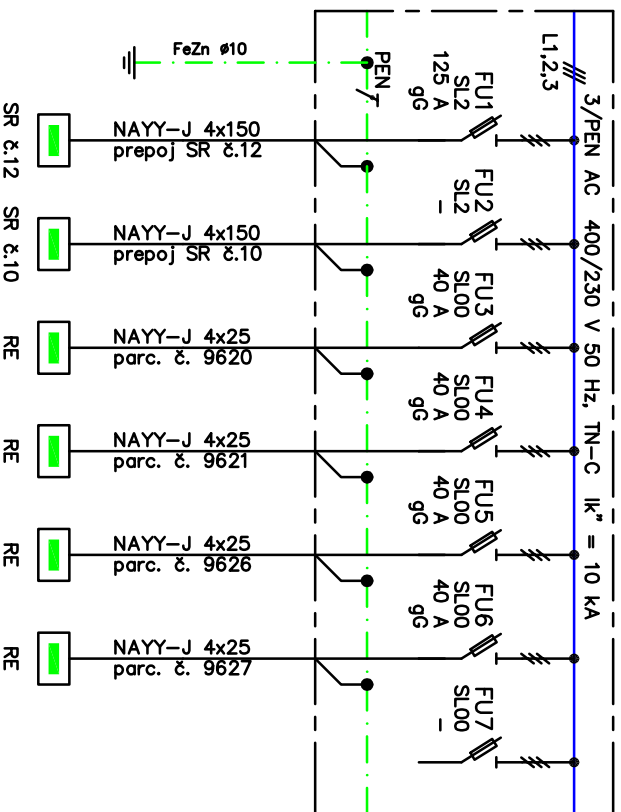 3/PEN AC 400/230 V 50 Hz, TN-C Ik" = 10 kA
L1,2,3
FU1
SL2
125 A
gG
FU2
SL2
-
FU3
SL00
40 A
gG
FU4
SL00
40 A
gG
FU5
SL00
40 A
gG
FU6
SL00
40 A
gG
FU7
SL00
-
PEN
FeZn ø10
NAYY-J 4x150
prepoj SR č.12
NAYY-J 4x150
prepoj SR č.10
NAYY-J 4x25
parc. č. 9620
NAYY-J 4x25
parc. č. 9621
NAYY-J 4x25
parc. č. 9626
NAYY-J 4x25
parc. č. 9627
SR č.12
SR č.10
RE
RE
RE
RE